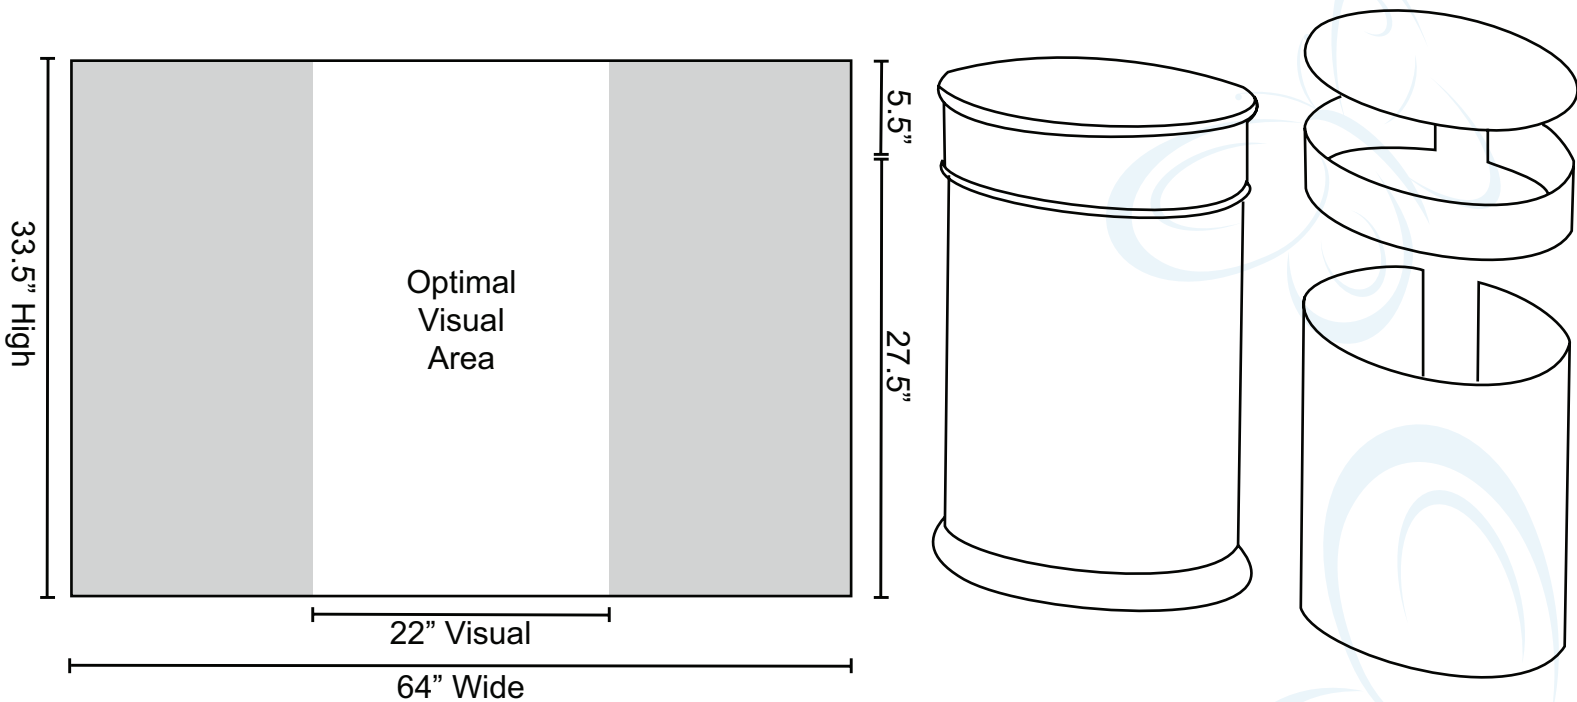 33.5” High
Optimal
Visual
Area
5.5”
27.5”
22” Visual
64” Wide